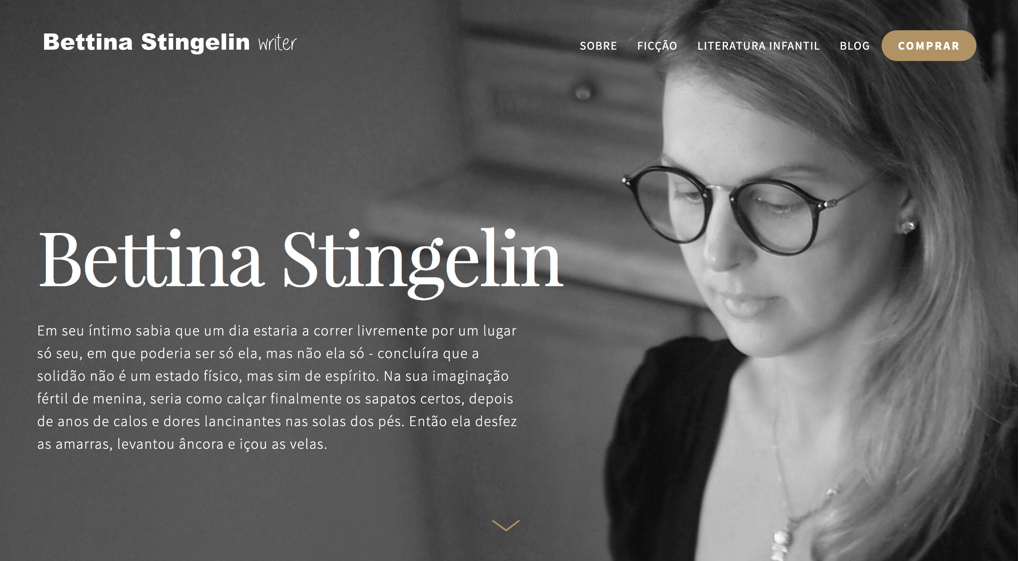 Bettina Stingelin writer
SOBRE FICÇÃO LITERATURA INFANTIL BLOG COMPRAR
Bettina Stingelin
Em seu íntimo sabia que um dia estaria a correr livremente por um lugar
só seu, em que poderia ser só ela, mas não ela só - concluíra que a
solidão não é um estado físico, mas sim de espírito. Na sua imaginação
fértil de menina, seria como calçar finalmente os sapatos certos, depois
de anos de calos e dores lancinantes nas solas dos pés. Então ela desfez
as amarras, levantou âncora e içou as velas.